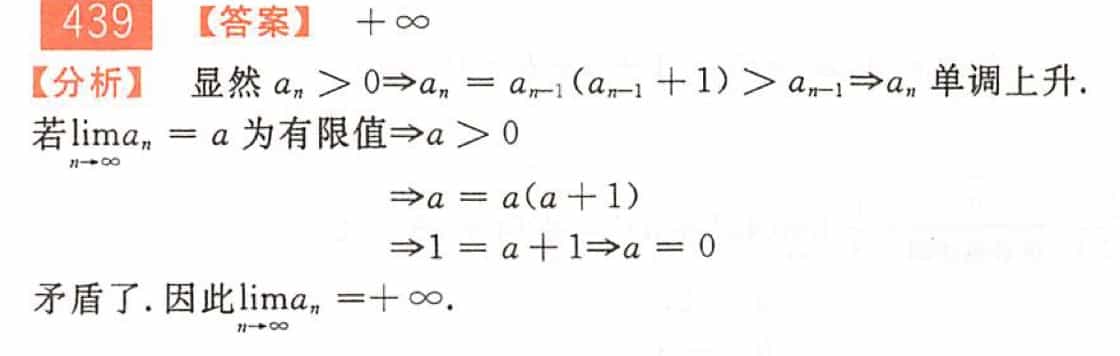 439 【答案】 +∞
【分析】 显然 aₙ > 0⇒aₙ = aₙ₋₁(aₙ₋₁ + 1) > aₙ₋₁⇒aₙ 单调上升.
若lim aₙ = a 为有限值⇒a > 0
n→∞
⇒a = a(a + 1)
⇒1 = a + 1⇒a = 0
矛盾了. 因此lim aₙ =+ ∞.
n→∞